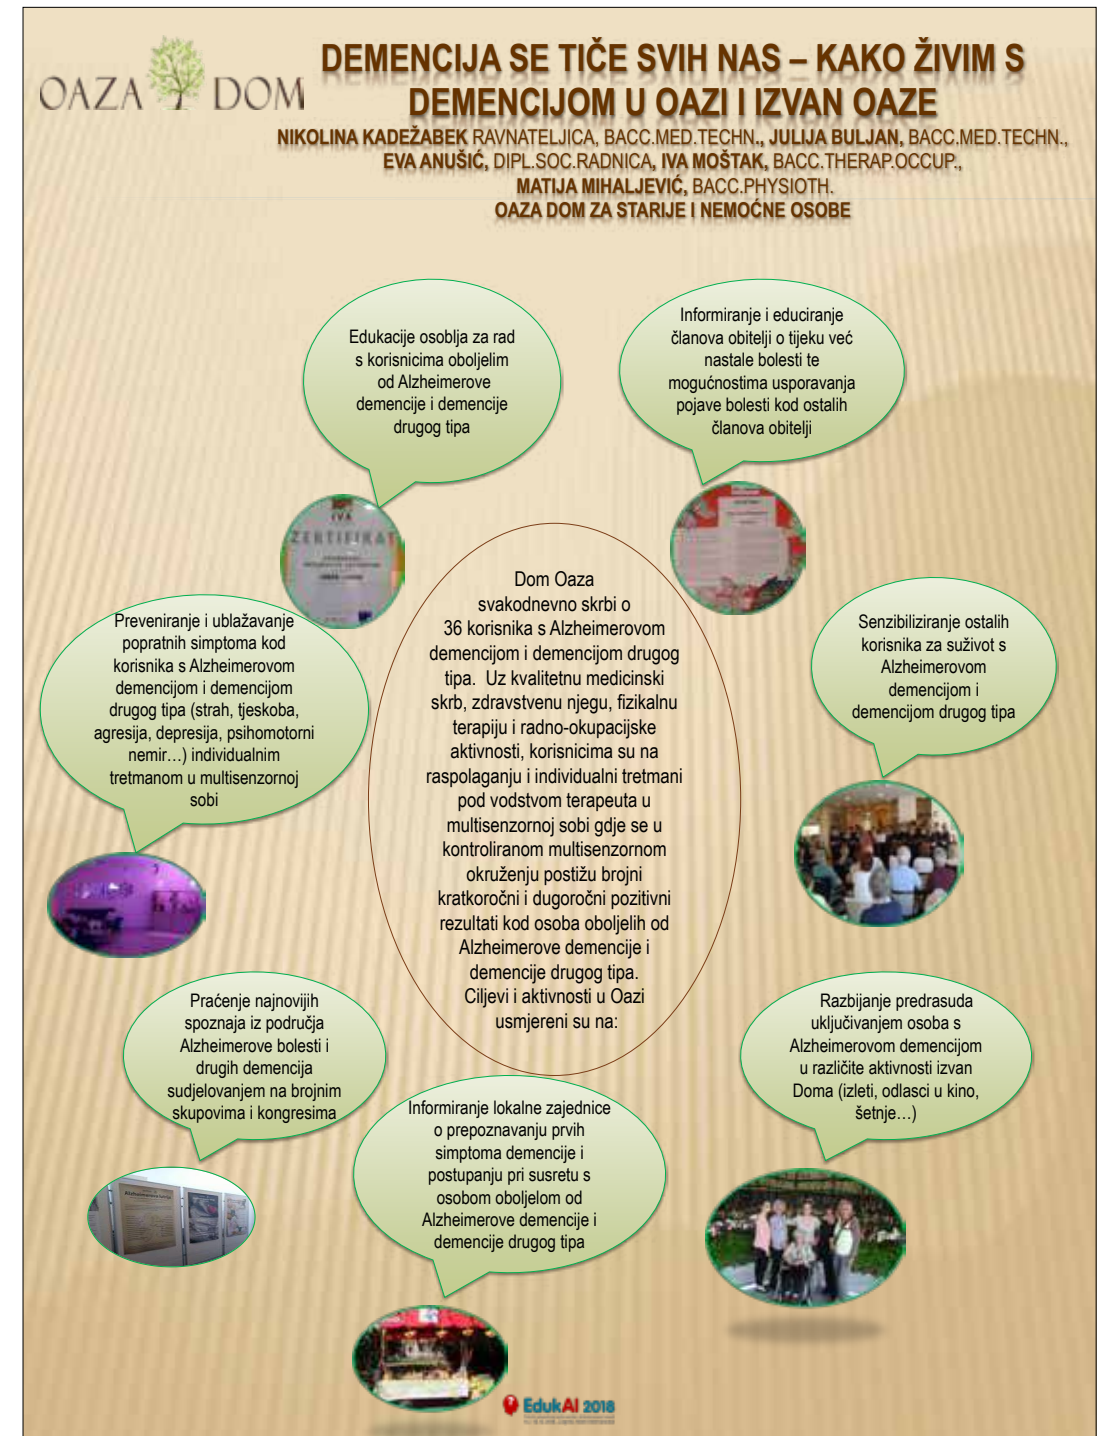 OAZA DOM
DEMENCIJA SE TIČE SVIH NAS – KAKO ŽIVIM S
DEMENCIJOM U OAZI I IZVAN OAZE
NIKOLINA KADEŽABEK RAVNATELJICA, BACC.MED.TECHN., JULIJA BULJAN, BACC.MED.TECHN.,
EVA ANUŠIĆ, DIPL.SOC.RADNICA, IVA MOŠTAK, BACC.THERAP.OCCUP.,
MATIJA MIHALJEVIĆ, BACC.PHYSIOTH.
OAZA DOM ZA STARIJE I NEMOĆNE OSOBE
Edukacije osoblja za rad
s korisnicima oboljelim
od Alzheimerove
demencije i demencije
drugog tipa
Informiranje i educiranje
članova obitelji o tijeku već
nastale bolesti te
mogućnostima usporavanja
pojave bolesti kod ostalih
članova obitelji
IVA
ZERTIFIKAT
Dom Oaza
svakodnevno skrbi o
36 korisnika s Alzheimerovom
demencijom i demencijom drugog
tipa. Uz kvalitetnu medicinski
skrb, zdravstvenu njegu, fizikalnu
terapiju i radno-okupacijske
aktivnosti, korisnicima su na
raspolaganju i individualni tretmani
pod vodstvom terapeuta u
multisenzornoj sobi gdje se u
kontroliranom multisenzornom
okruženju postižu brojni
kratkoročni i dugoročni pozitivni
rezultati kod osoba oboljelih od
Alzheimerove demencije i
demencije drugog tipa.
Ciljevi i aktivnosti u Oazi
usmjereni su na:
Preveniranje i ublažavanje
popratnih simptoma kod
korisnika s Alzheimerovom
demencijom i demencijom
drugog tipa (strah, tjeskoba,
agresija, depresija, psihomotorni
nemir…) individualnim
tretmanom u multisenzornoj
sobi
Senzibiliziranje ostalih
korisnika za suživot s
Alzheimerovom
demencijom i
demencijom drugog tipa
Praćenje najnovijih
spoznaja iz područja
Alzheimerove bolesti i
drugih demencija
sudjelovanjem na brojnim
skupovima i kongresima
Informiranje lokalne zajednice
o prepoznavanju prvih
simptoma demencije i
postupanju pri susretu s
osobom oboljelom od
Alzheimerove demencije i
demencije drugog tipa
Razbijanje predrasuda
uključivanjem osoba s
Alzheimerovom demencijom
u različite aktivnosti izvan
Doma (izleti, odlasci u kino,
šetnje…)
EdukAl 2018